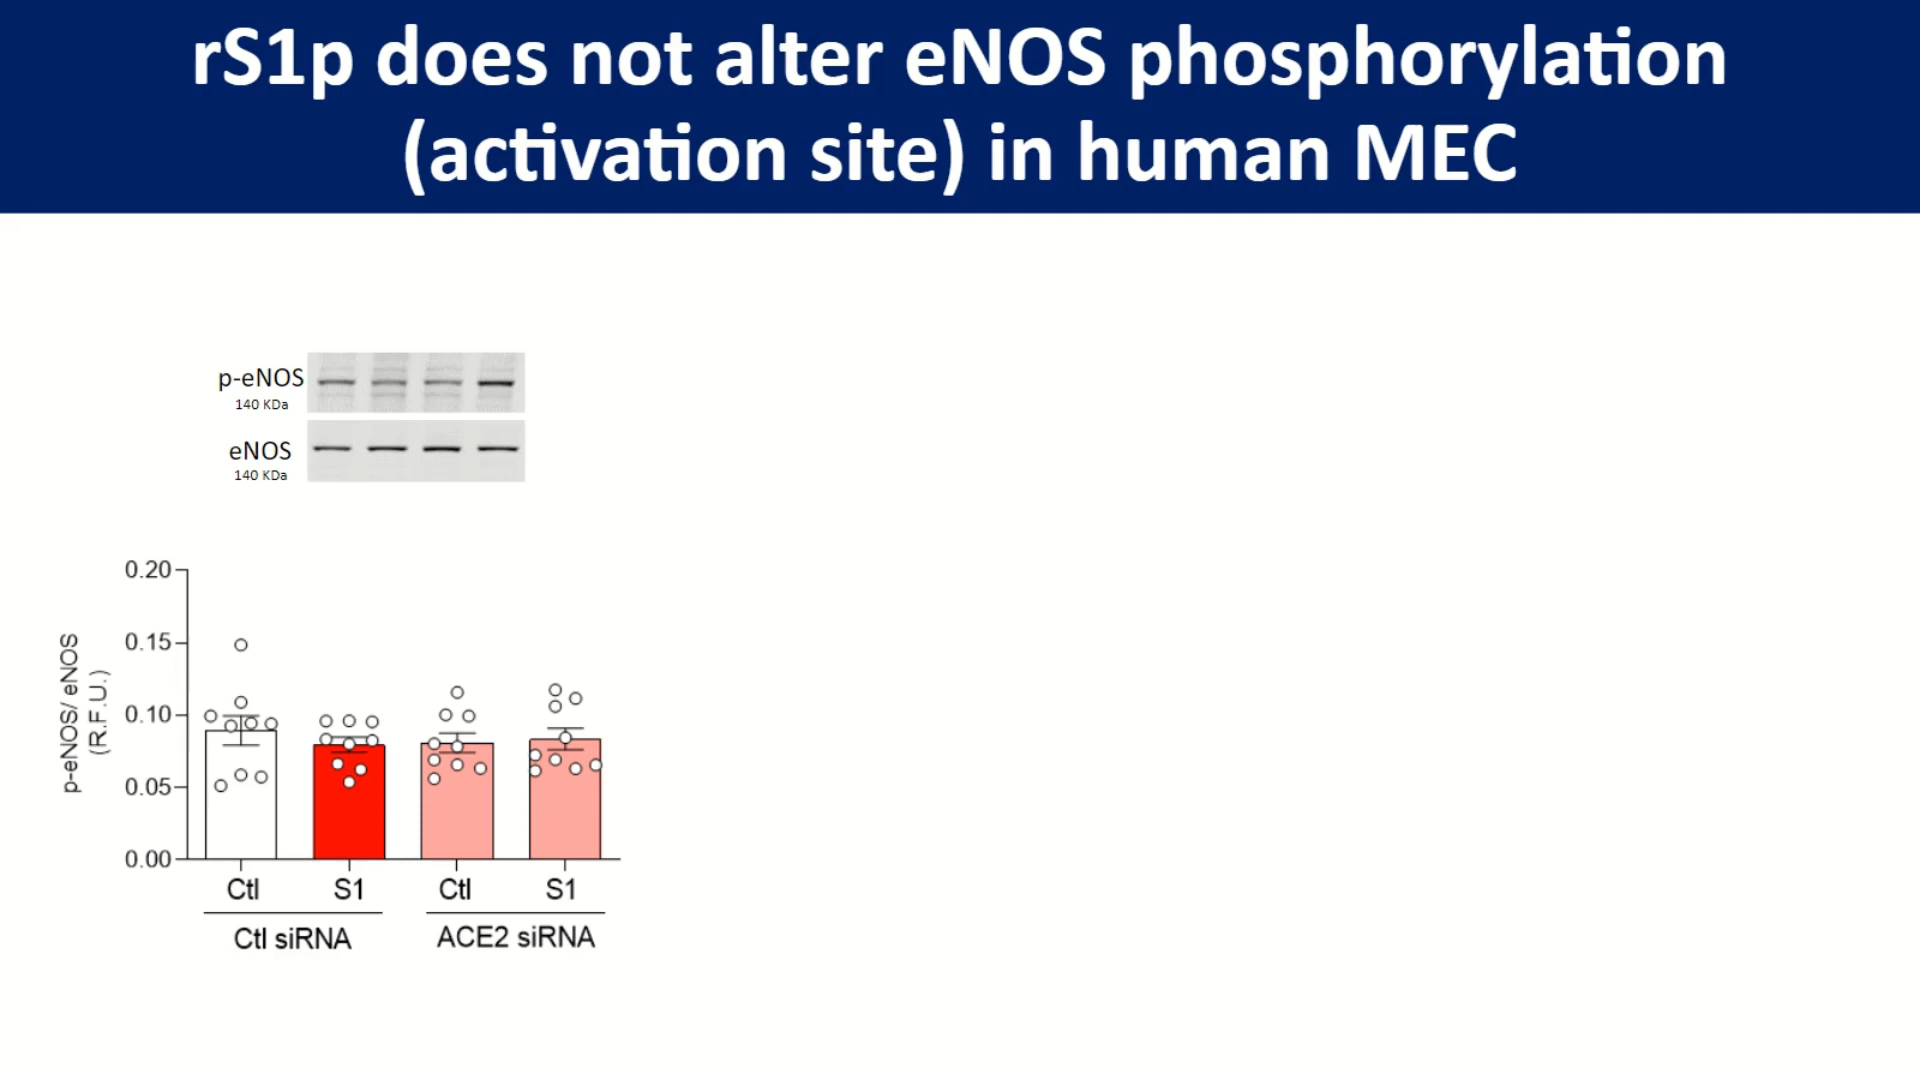 rS1p does not alter eNOS phosphorylation
(activation site) in human MEC
p-eNOS
140 KDa
eNOS
140 KDa
p-eNOS/ eNOS
(R.F.U.)
0.20
0.15
0.10
0.05
0.00
Ctl S1 Ctl S1
Ctl siRNA ACE2 siRNA